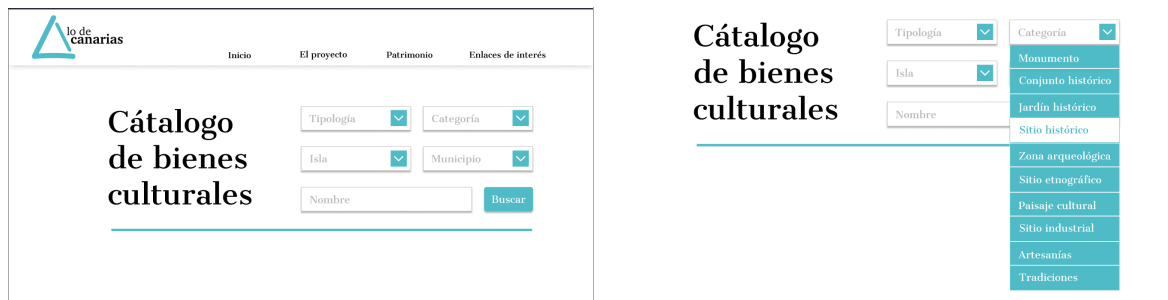 lo de
canarias
Inicio
El proyecto
Patrimonio
Enlaces de interés
Cátalogo
de bienes
culturales
Tipología
Categoría
Isla
Municipio
Nombre
Buscar
Cátalogo
de bienes
culturales
Tipología
Categoría
Isla
Nombre
Monumento
Conjunto histórico
Jardín histórico
Sitio histórico
Zona arqueológica
Sitio etnográfico
Paisaje cultural
Sitio industrial
Artesanías
Tradiciones